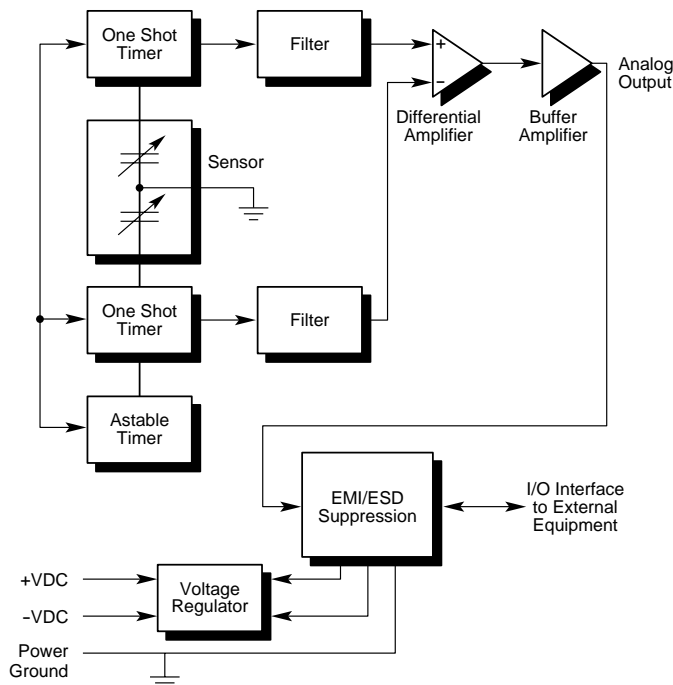 One Shot
Timer
Filter
+
−
Analog
Output
Differential
Amplifier
Buffer
Amplifier
Sensor
One Shot
Timer
Filter
Astable
Timer
EMI/ESD
Suppression
I/O Interface
to External
Equipment
+VDC
−VDC
Voltage
Regulator
Power
Ground